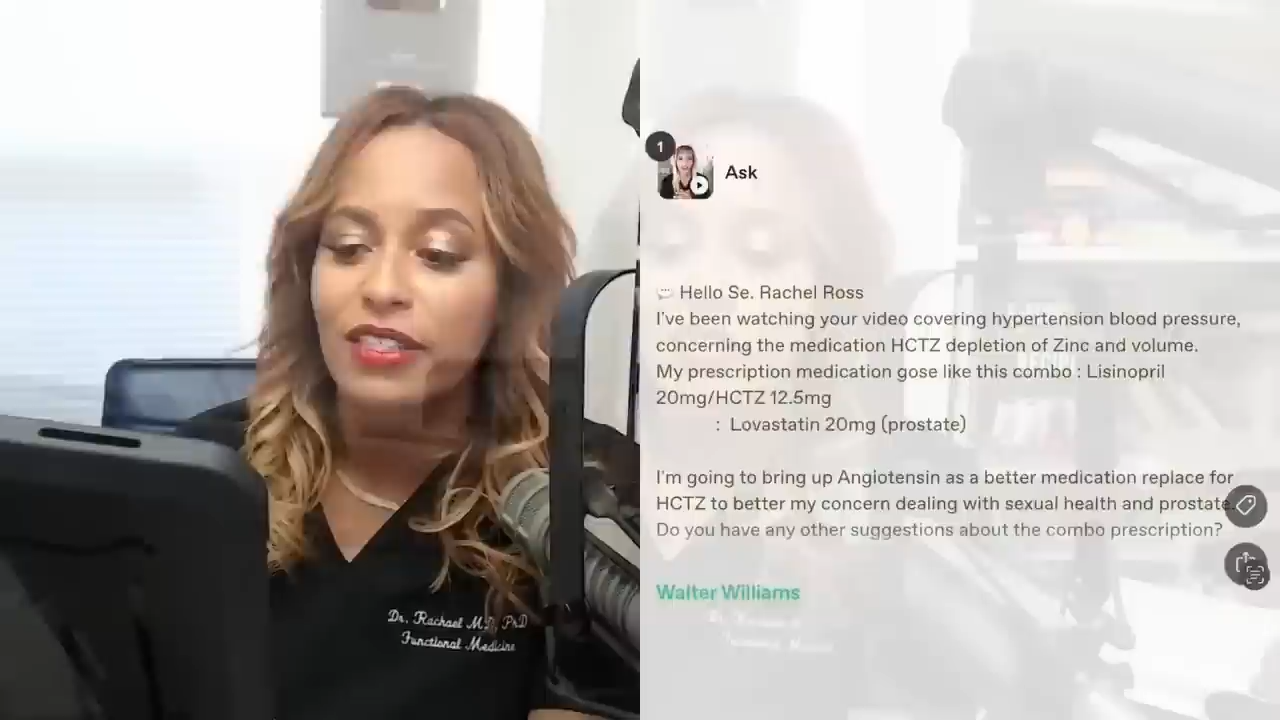 1
Ask
Hello Se. Rachel Ross
I've been watching your video covering hypertension blood pressure,
concerning the medication HCTZ depletion of Zinc and volume.
My prescription medication gose like this combo : Lisinopril
20mg/HCTZ 12.5mg
: Lovastatin 20mg (prostate)
I'm going to bring up Angiotensin as a better medication replace for
HCTZ to better my concern dealing with sexual health and prostate.
Do you have any other suggestions about the combo prescription?
Walter Williams
Dr. Rachael M.D, PhD
Functional Medicine